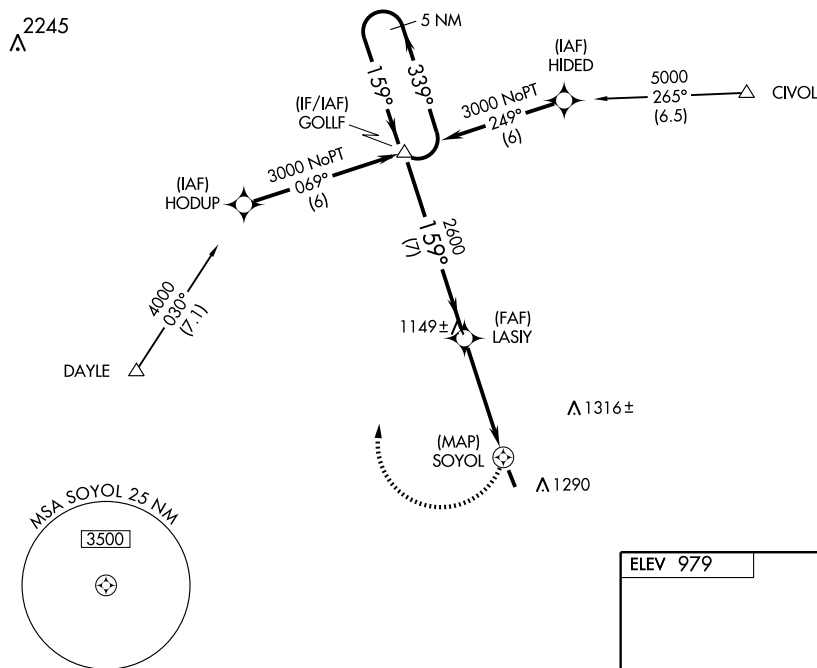 2245
5 NM
159°
339°
(IAF)
HIDED
5000
265°
(6.5)
CIVOL
(IF/IAF)
GOLLF
3000 NoPT
249°
(6)
(IAF)
HODUP
3000 NoPT
069°
(6)
2600
159°
(7)
4000
030°
(7.1)
DAYLE
1149±
(FAF)
LASIY
1316±
(MAP)
SOYOL
1290
MSA SOYOL 25 NM
3500
ELEV 979